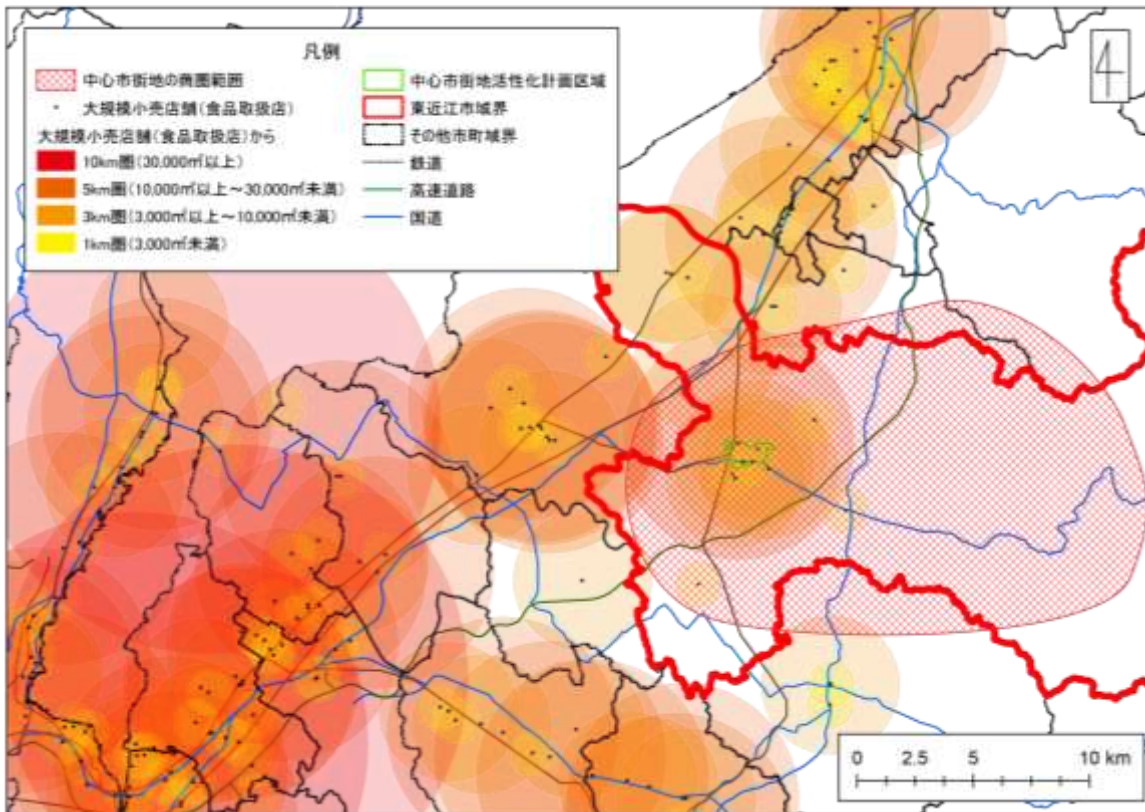 凡例
中心市街地の商圏範囲
大規模小売店舗(食品取扱店)
大規模小売店舗(食品取扱店)から
10km圏(30,000㎡以上)
5km圏(10,000㎡以上～30,000㎡未満)
3km圏(3,000㎡以上～10,000㎡未満)
1km圏(3,000㎡未満)
中心市街地活性化計画区域
東近江市域界
その他市町域界
鉄道
高速道路
国道
0 2.5 5 10 km